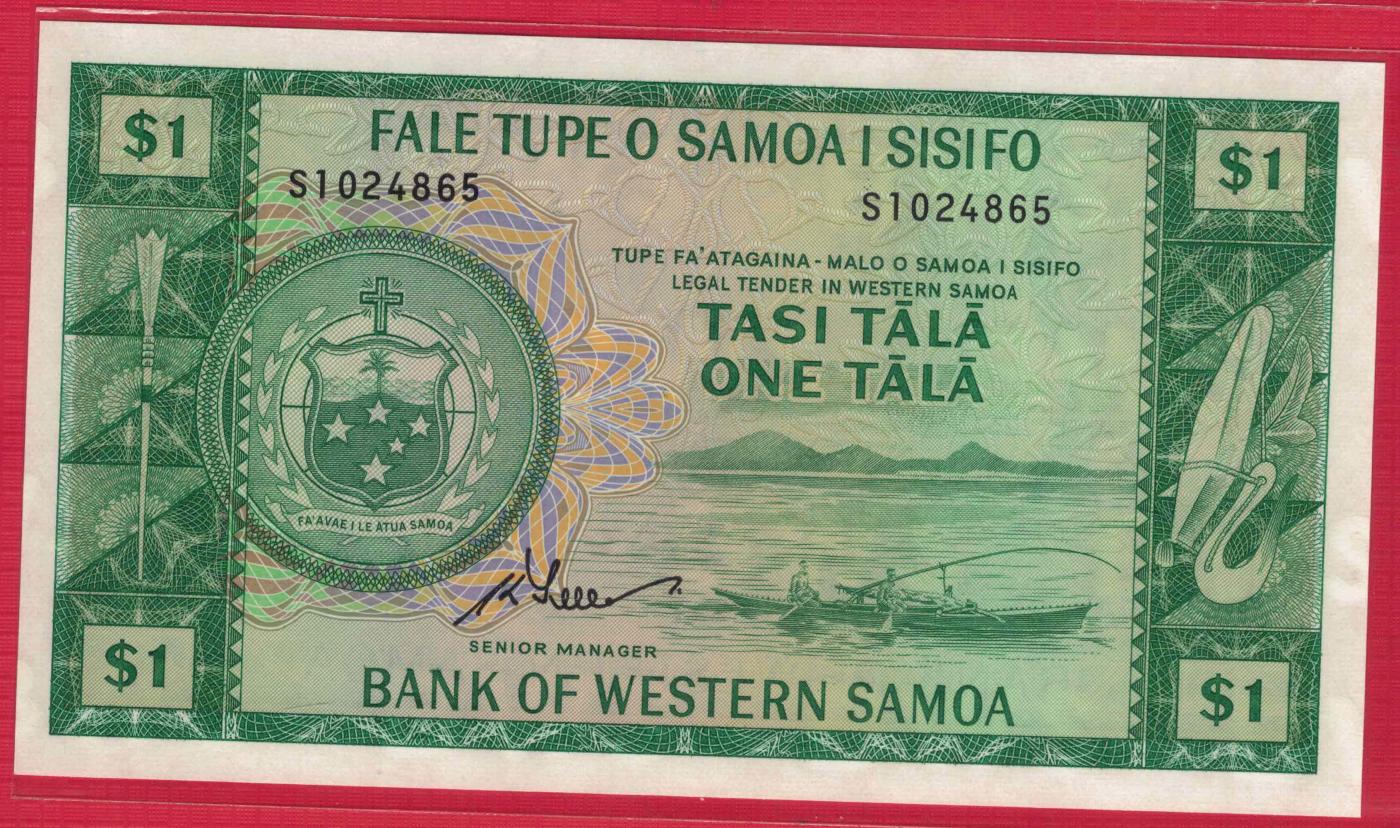 $1
FALE TUPE O SAMOA I SISIFO
$1
S1024865
S1024865
TUPE FA'ATAGAINA - MALO O SAMOA I SISIFO
LEGAL TENDER IN WESTERN SAMOA
TASI TĀLĀ
ONE TĀLĀ
FA'AVAE I LE ATUA SAMOA
SENIOR MANAGER
$1
BANK OF WESTERN SAMOA
$1